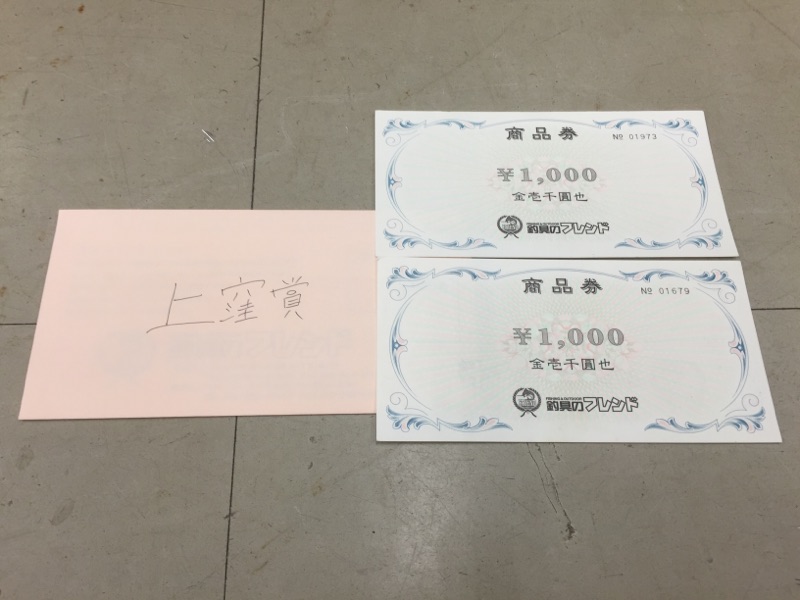 上窪賞
商品券
№ 01973
¥1,000
金壱千圓也
釣具のフレンド
商品券
№ 01679
¥1,000
金壱千圓也
FISHING & OUTDOOR
釣具のフレンド